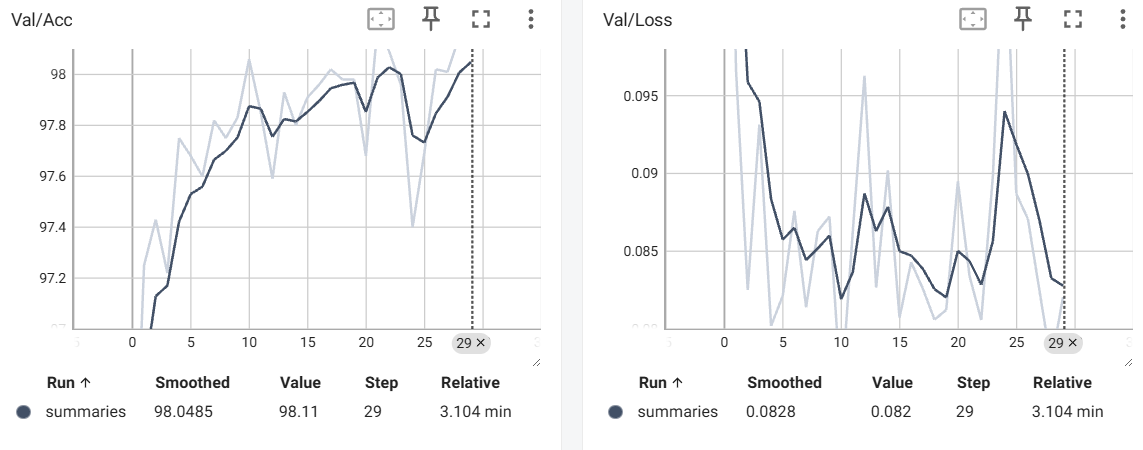 Val/Acc
98
97.8
97.6
97.4
97.2
0 5 10 15 20 25 29 ×
Run ↑ Smoothed Value Step Relative
summaries 98.0485 98.11 29 3.104 min
Val/Loss
0.095
0.09
0.085
0 5 10 15 20 25 29 ×
Run ↑ Smoothed Value Step Relative
summaries 0.0828 0.082 29 3.104 min